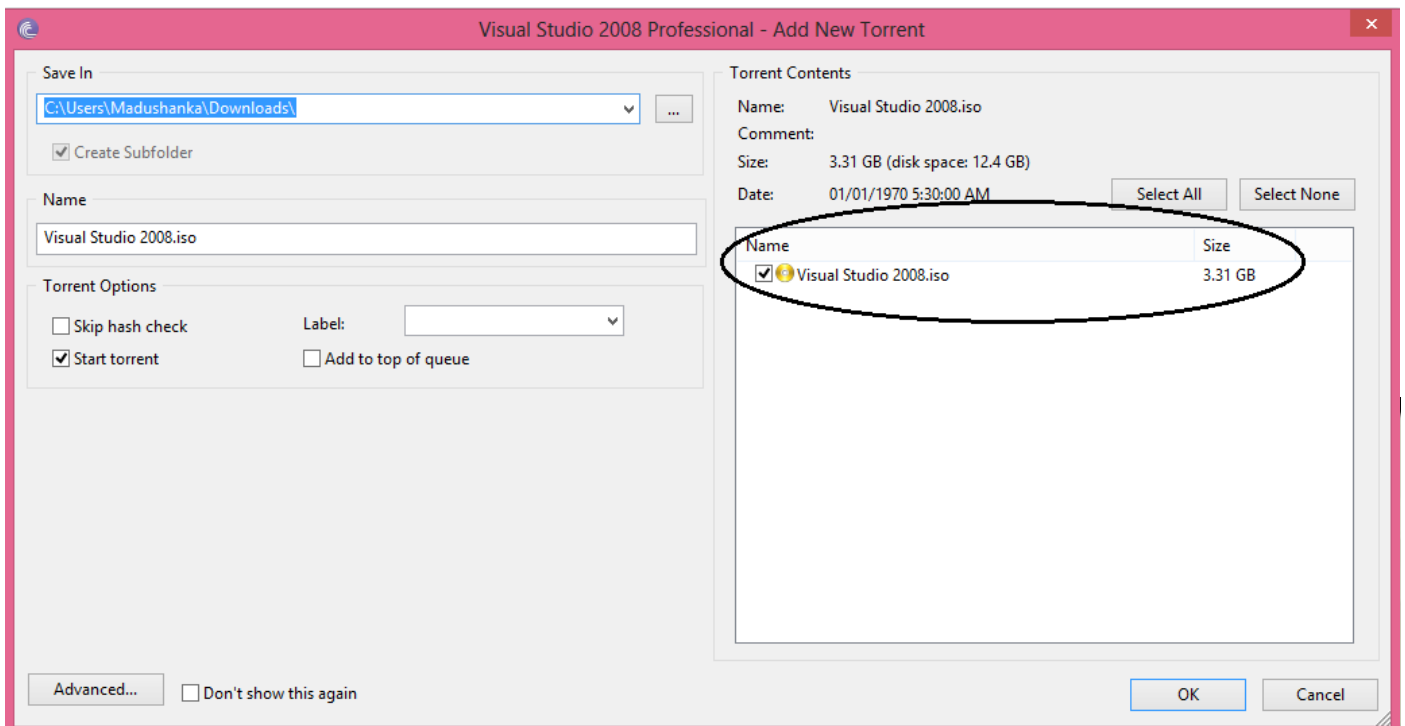 Visual Studio 2008 Professional - Add New Torrent
Save In
C:\Users\Madushanka\Downloads\
...
Create Subfolder
Name
Visual Studio 2008.iso
Torrent Options
Skip hash check
Label:
Start torrent
Add to top of queue
Torrent Contents
Name: Visual Studio 2008.iso
Comment:
Size: 3.31 GB (disk space: 12.4 GB)
Date: 01/01/1970 5:30:00 AM
Select All
Select None
Name Size
Visual Studio 2008.iso 3.31 GB
Advanced...
Don't show this again
OK
Cancel